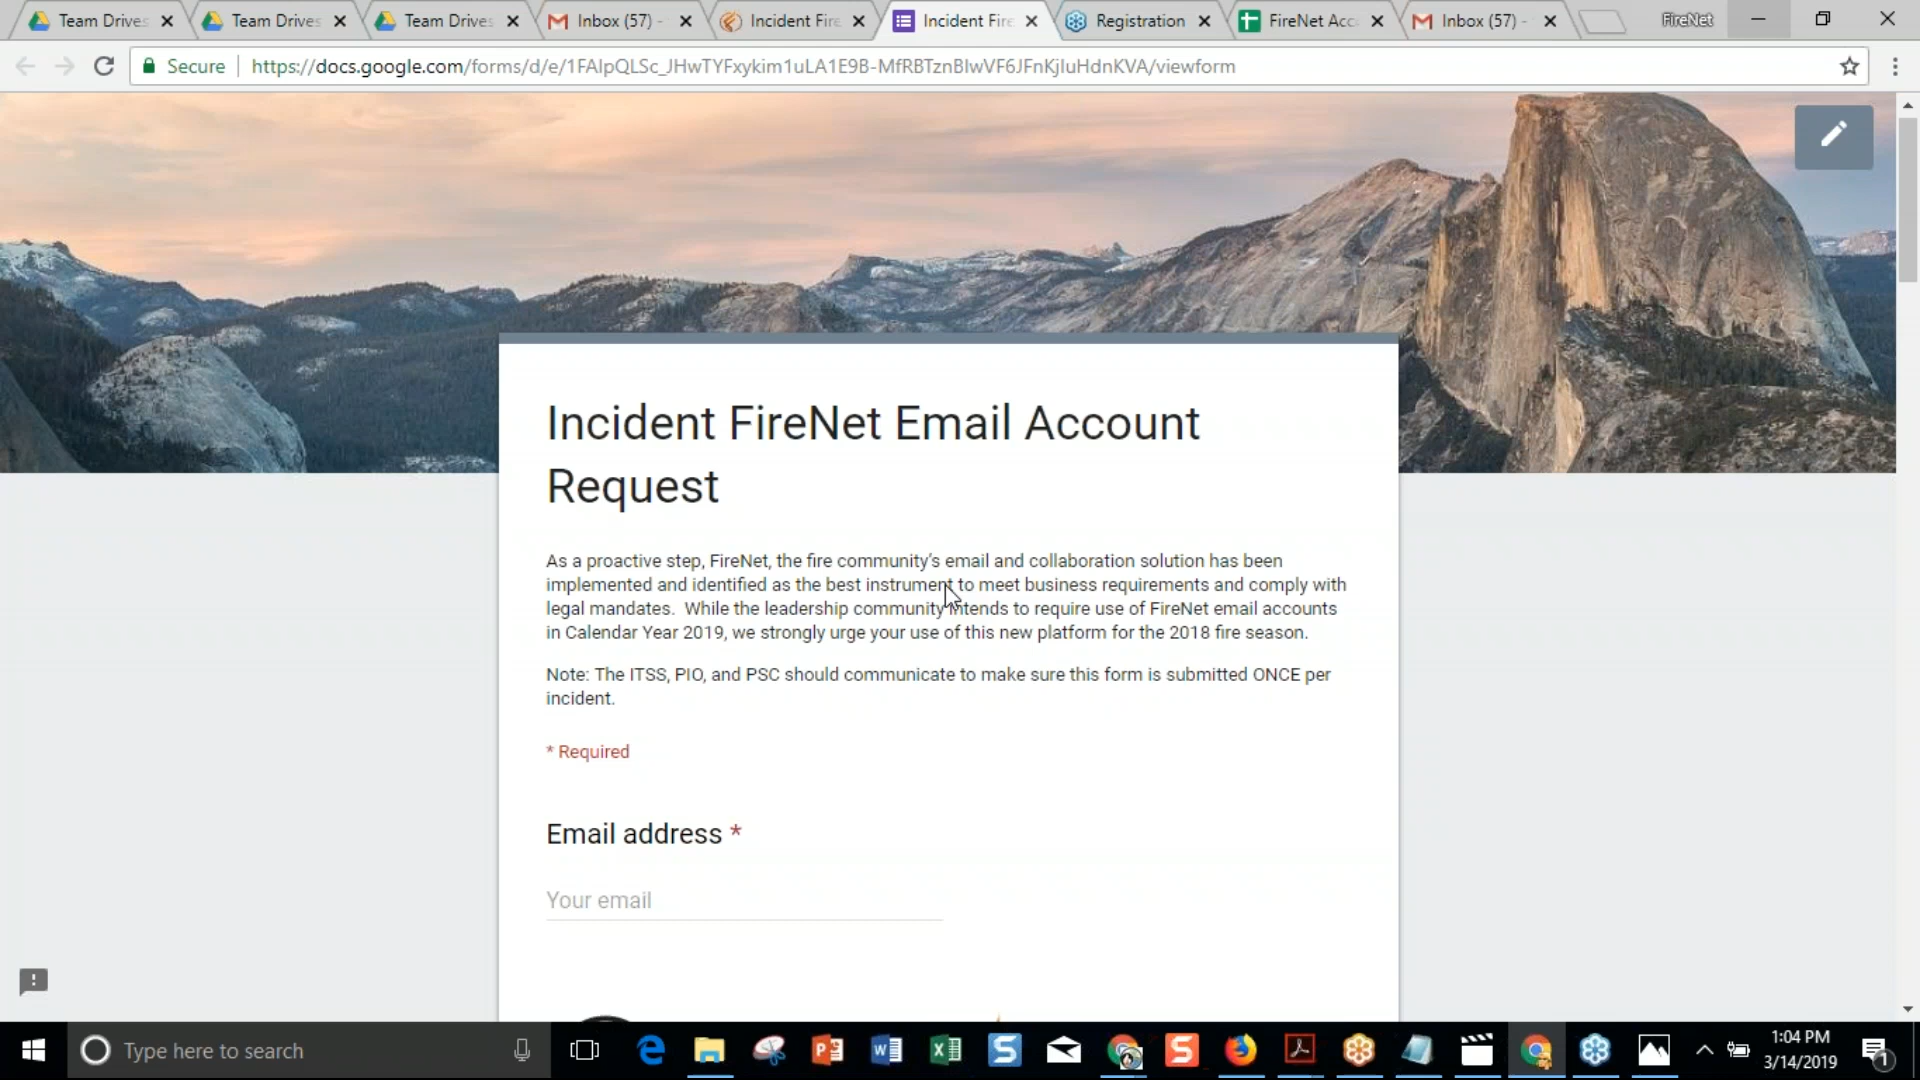 Team Drives
Team Drives
Team Drives
Inbox (57) -
Incident Fire
Incident Fire
Registration
FireNet Acc
Inbox (57) -
FireNet
Secure
https://docs.google.com/forms/d/e/1FAIpQLSc_JHwTYFxykim1uLA1E9B-MfRBTznBIwVF6JFnKjIuHdnKVA/viewform
Incident FireNet Email Account
Request
As a proactive step, FireNet, the fire community's email and collaboration solution has been
implemented and identified as the best instrument to meet business requirements and comply with
legal mandates.  While the leadership community intends to require use of FireNet email accounts
in Calendar Year 2019, we strongly urge your use of this new platform for the 2018 fire season.
Note: The ITSS, PIO, and PSC should communicate to make sure this form is submitted ONCE per
incident.
* Required
Email address *
Your email
Type here to search
1:04 PM
3/14/2019
1